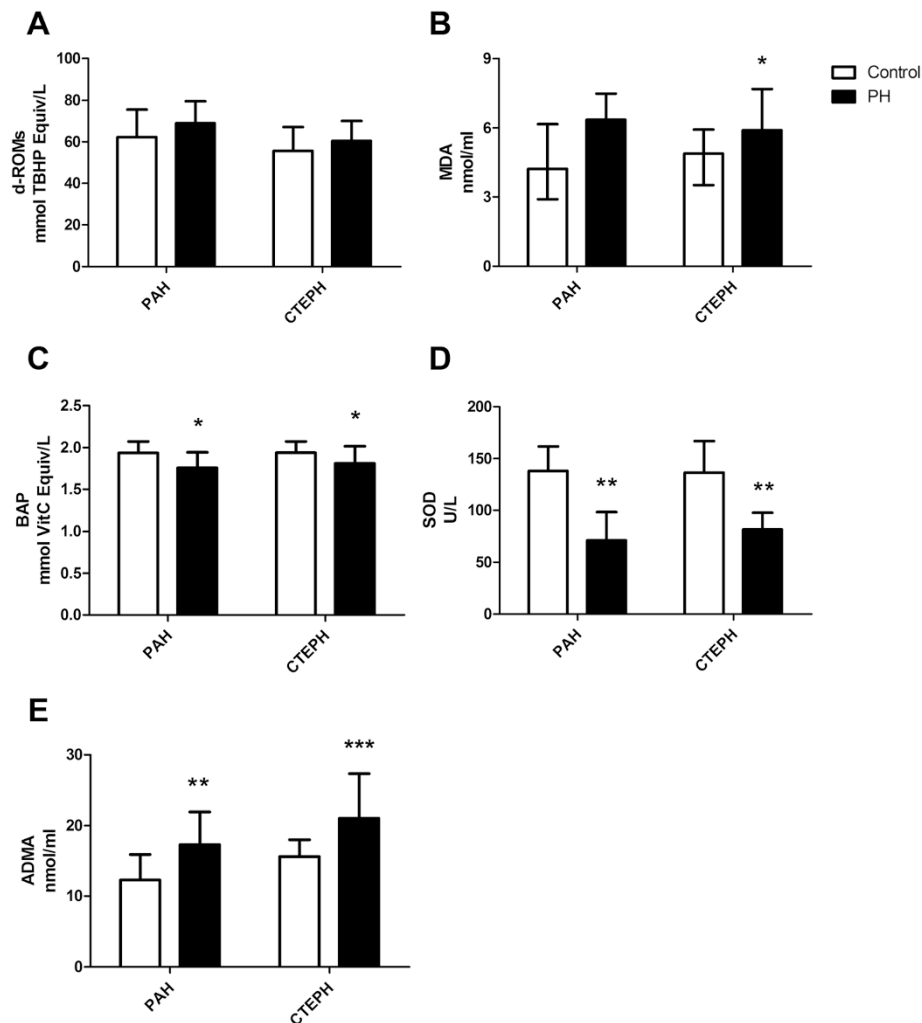 A
d-ROMs
mmol TBHP Equiv/L
100
80
60
40
20
0
PAH
CTEPH
B
MDA
nmol/ml
9
6
3
0
*
PAH
CTEPH
Control
PH
C
BAP
mmol VitC Equiv/L
2.5
2.0
1.5
1.0
0.5
0.0
*
*
PAH
CTEPH
D
SOD
U/L
200
150
100
50
0
**
**
PAH
CTEPH
E
ADMA
nmol/ml
30
20
10
0
**
***
PAH
CTEPH